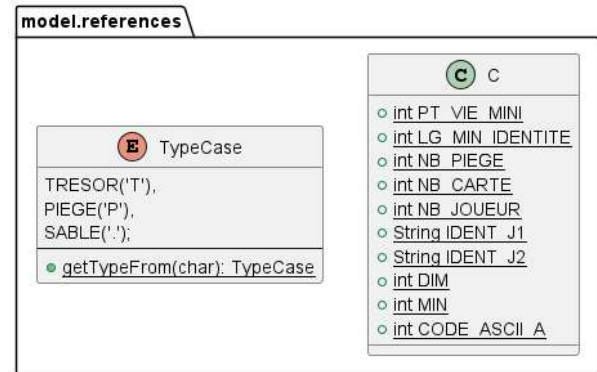 model.references
E TypeCase
TRESOR('T'),
PIEGE('P'),
SABLE('.');
getTypeFrom(char): TypeCase
C C
int PT_VIE_MINI
int LG_MIN_IDENTITE
int NB_PIEGE
int NB_CARTE
int NB_JOUEUR
String IDENT_J1
String IDENT_J2
int DIM
int MIN
int CODE_ASCII_A